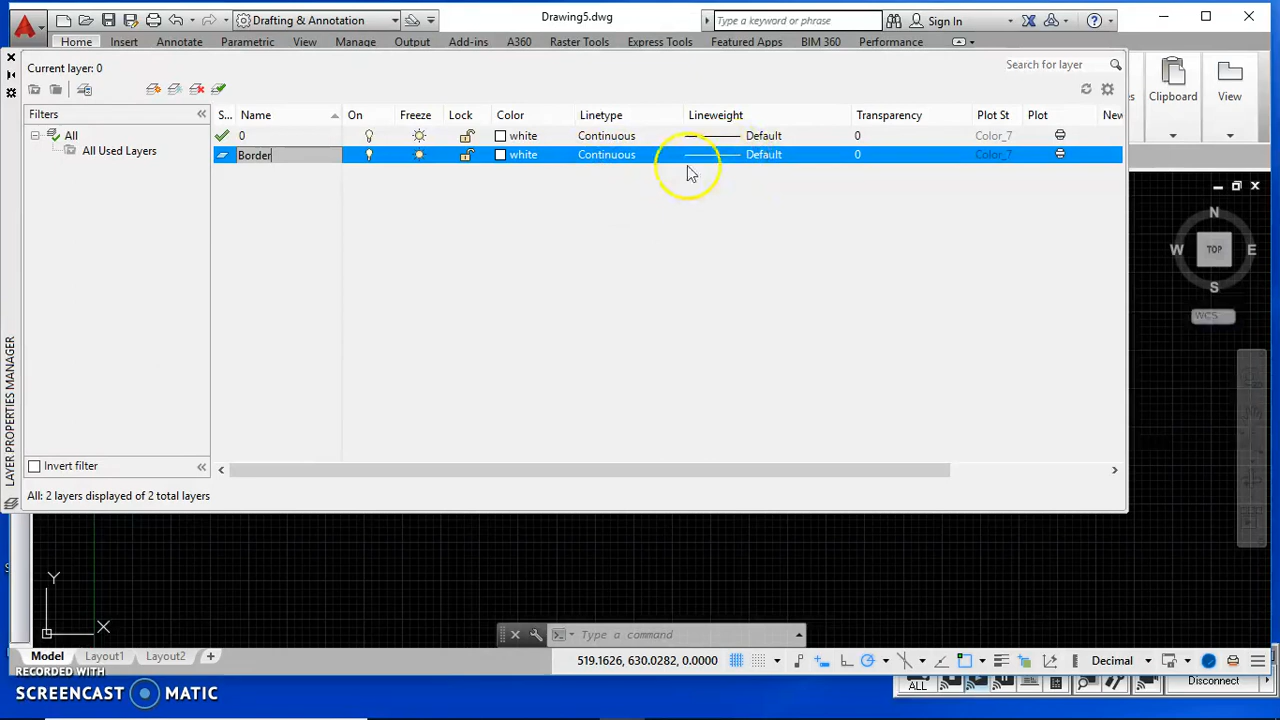 Drafting & Annotation
Drawing5.dwg
Type a keyword or phrase
Sign In
Home Insert Annotate Parametric View Manage Output Add-ins A360 Raster Tools Express Tools Featured Apps BIM 360 Performance
Current layer: 0
Search for layer
Clipboard
View
Filters
S... Name On Freeze Lock Color Linetype Lineweight Transparency Plot St Plot New
All
0 white Continuous Default 0 Color_7
All Used Layers
Border white Continuous Default 0 Color_7
N
W TOP E
S
WCS
LAYER PROPERTIES MANAGER
Invert filter
All: 2 layers displayed of 2 total layers
Y
X
Type a command
Model Layout1 Layout2 +
519.1626, 630.0282, 0.0000
Decimal
RECORDED WITH
SCREENCAST MATIC
ALL
Disconnect